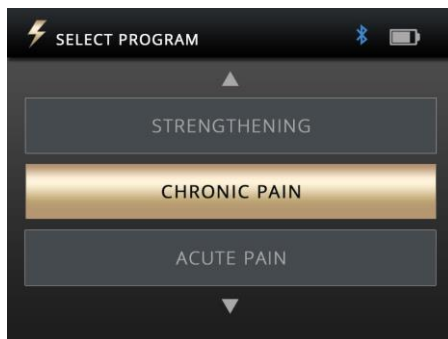 SELECT PROGRAM
STRENGTHENING
CHRONIC PAIN
ACUTE PAIN